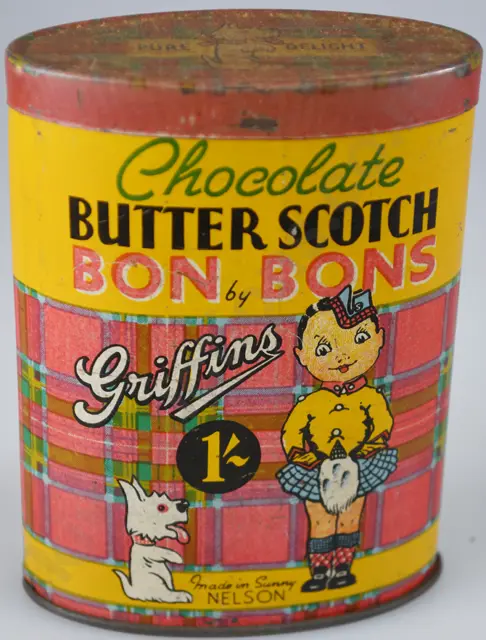 PURE DELIGHT
Chocolate
BUTTER SCOTCH
BON BONS
by
Griffins
1/-
Made in Sunny
NELSON